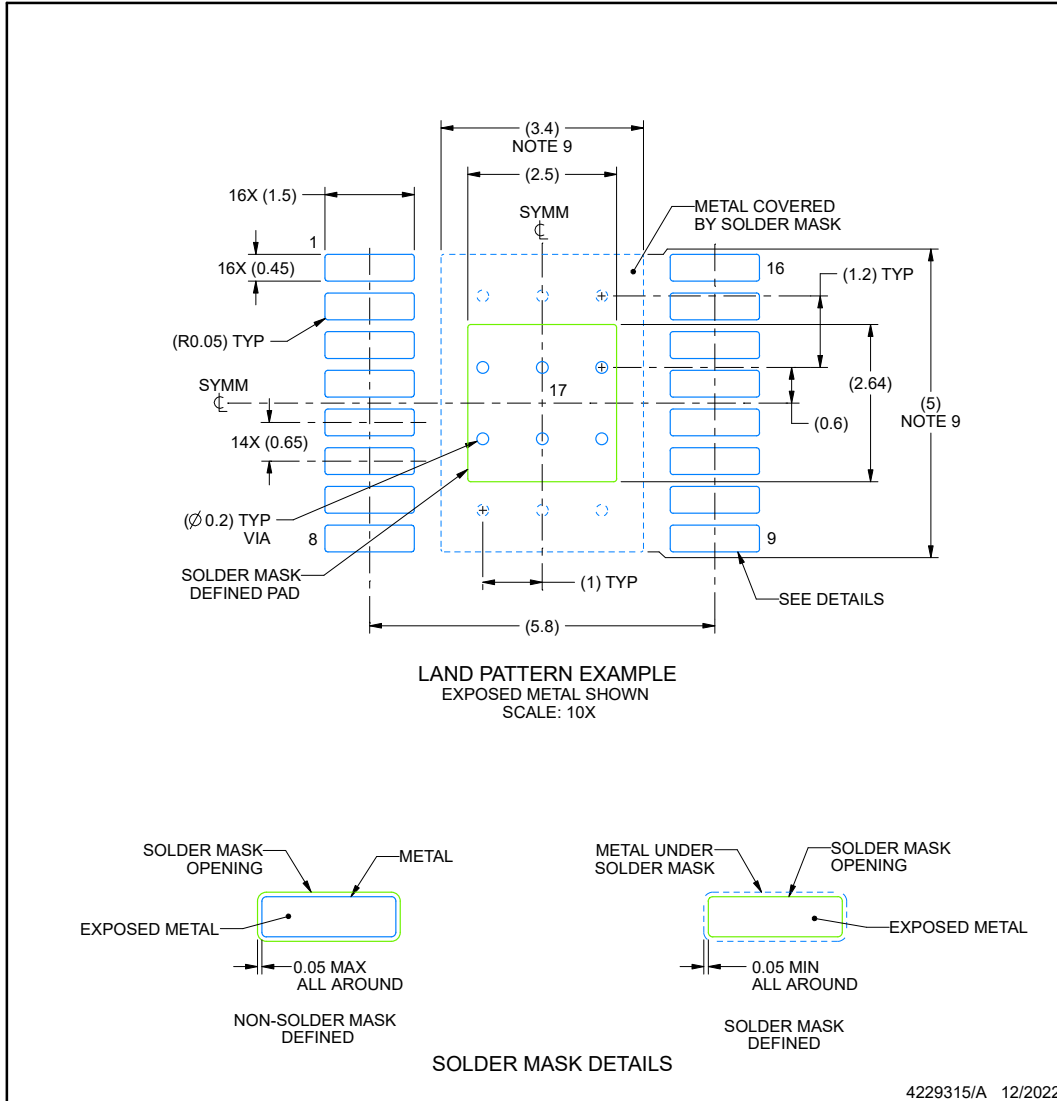 (3.4)
NOTE 9
(2.5)
16X (1.5)
SYMM
℄
METAL COVERED
BY SOLDER MASK
1
16
16X (0.45)
(1.2) TYP
(R0.05) TYP
SYMM
℄
17
(2.64)
(5)
NOTE 9
(0.6)
14X (0.65)
(Ø 0.2) TYP
VIA
8
9
SOLDER MASK
DEFINED PAD
(1) TYP
SEE DETAILS
(5.8)
LAND PATTERN EXAMPLE
EXPOSED METAL SHOWN
SCALE: 10X
SOLDER MASK
OPENING
METAL
EXPOSED METAL
0.05 MAX
ALL AROUND
NON-SOLDER MASK
DEFINED
METAL UNDER
SOLDER MASK
SOLDER MASK
OPENING
EXPOSED METAL
0.05 MIN
ALL AROUND
SOLDER MASK
DEFINED
SOLDER MASK DETAILS
4229315/A 12/2022